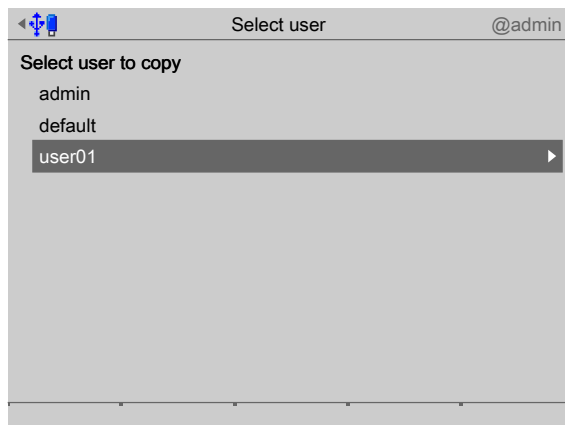 Select user @admin
Select user to copy
admin
default
user01